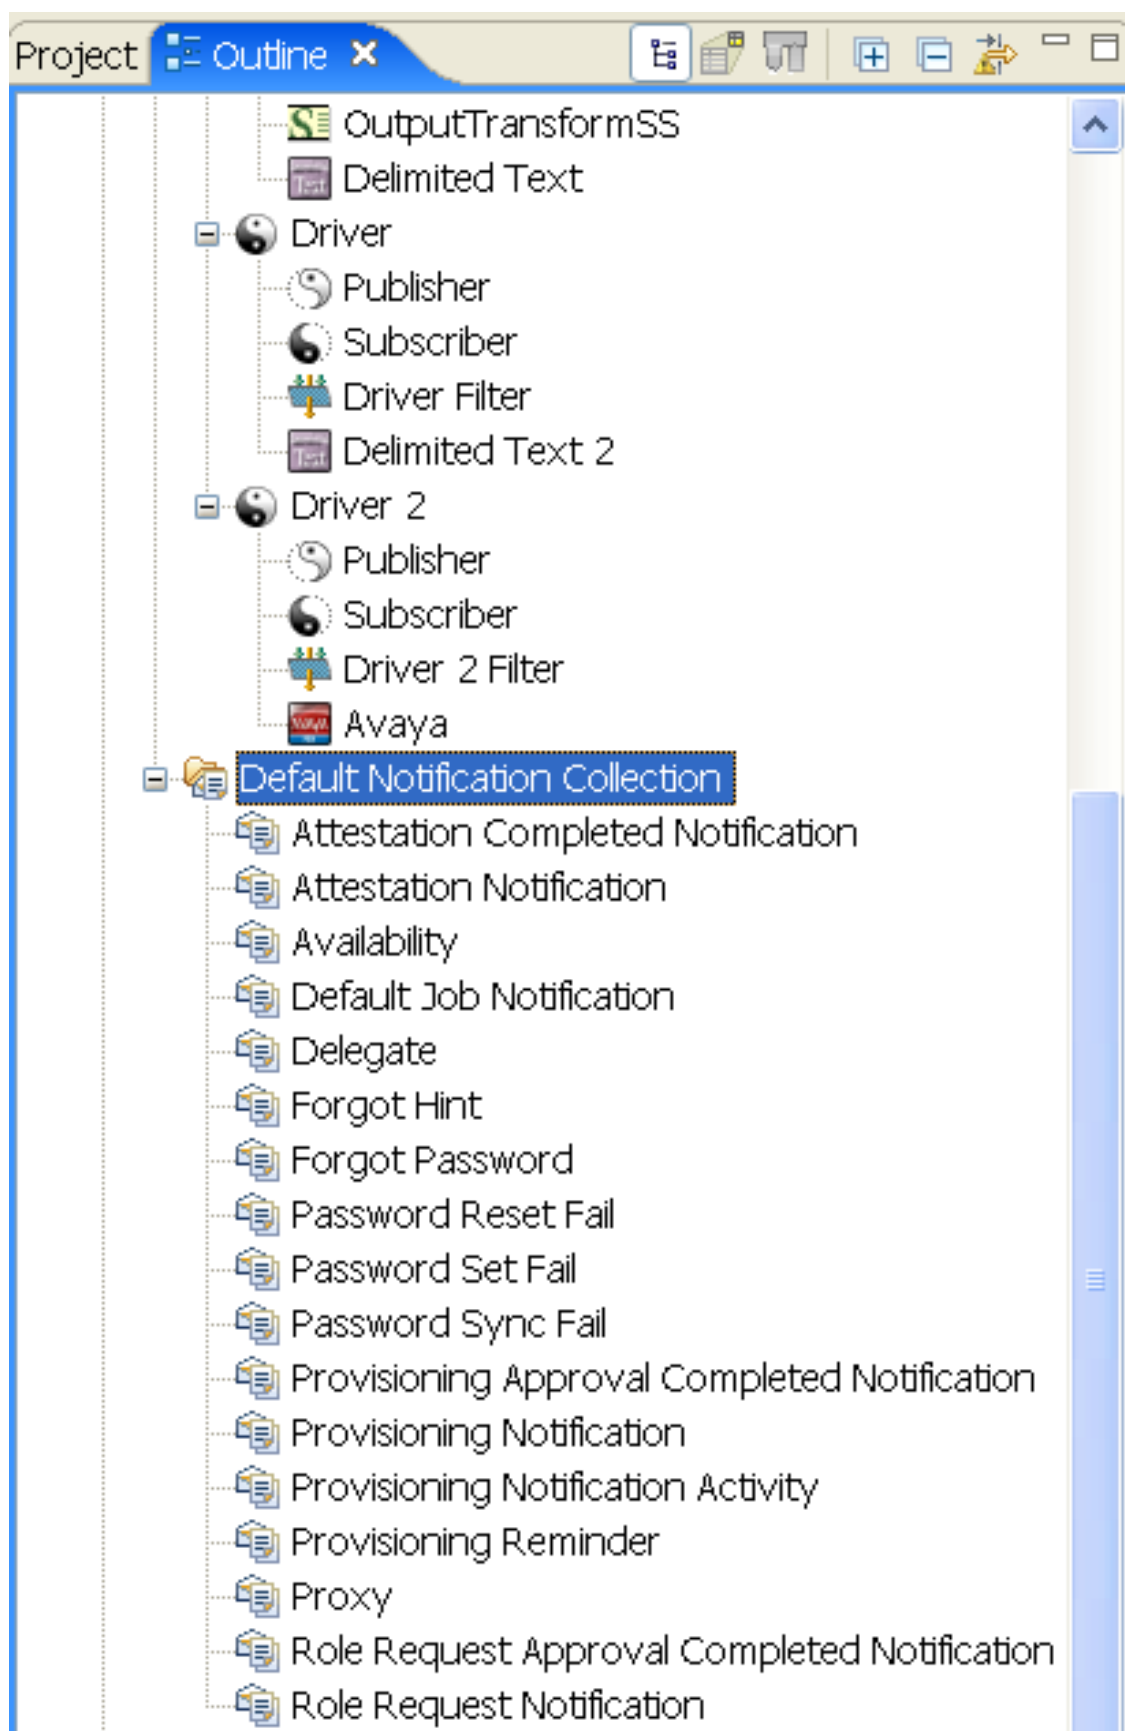 Project Outline
OutputTransformSS
Delimited Text
Driver
Publisher
Subscriber
Driver Filter
Delimited Text 2
Driver 2
Publisher
Subscriber
Driver 2 Filter
Avaya
Default Notification Collection
Attestation Completed Notification
Attestation Notification
Availability
Default Job Notification
Delegate
Forgot Hint
Forgot Password
Password Reset Fail
Password Set Fail
Password Sync Fail
Provisioning Approval Completed Notification
Provisioning Notification
Provisioning Notification Activity
Provisioning Reminder
Proxy
Role Request Approval Completed Notification
Role Request Notification